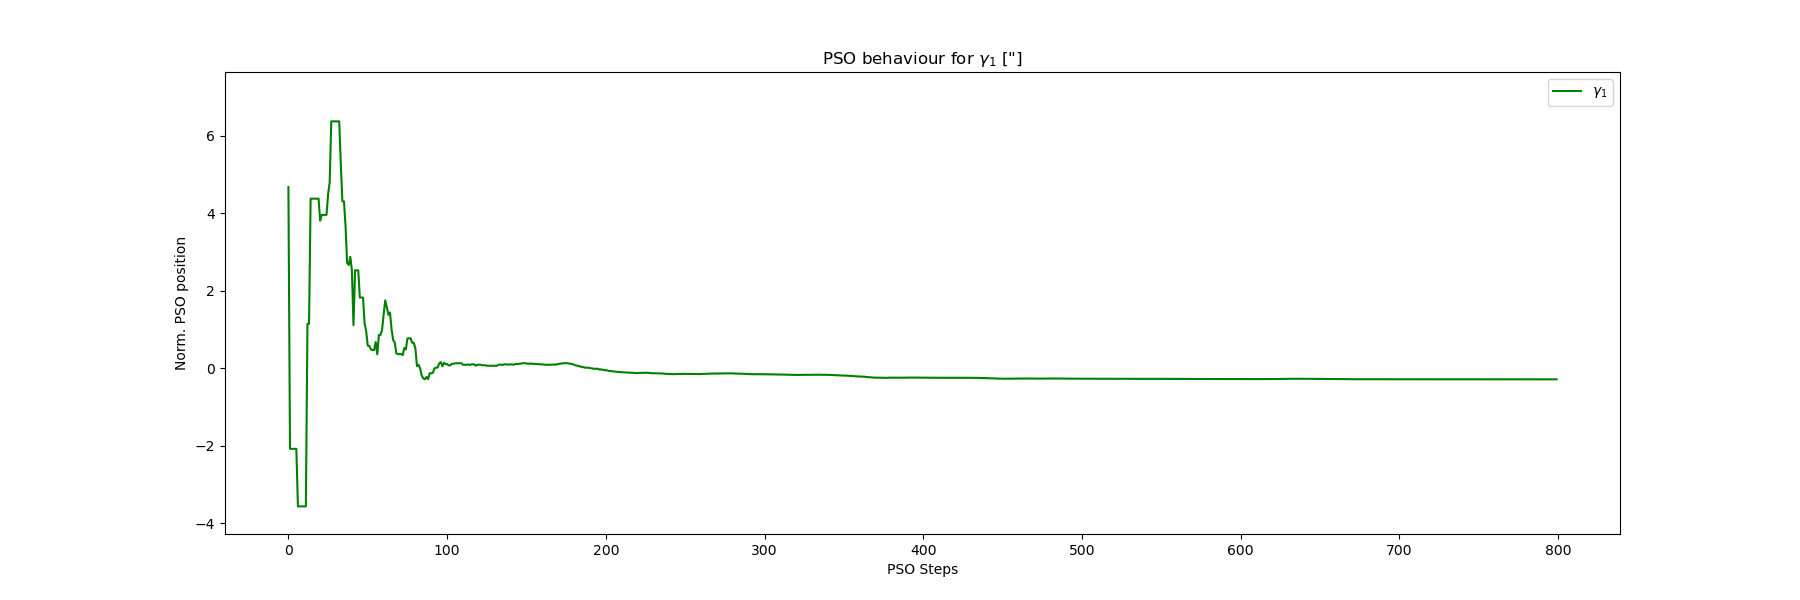 PSO behaviour for γ₁ ["]
γ₁
6
4
2
0
−2
−4
Norm. PSO position
0 100 200 300 400 500 600 700 800
PSO Steps